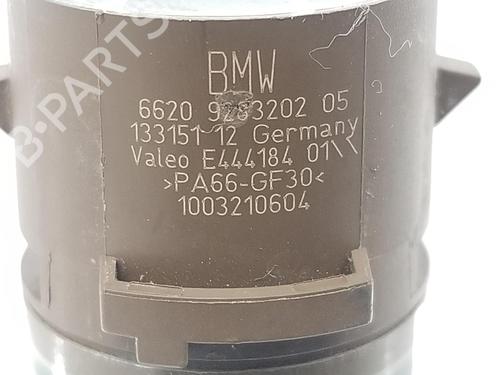 B-PARTS
BMW
6620 9283202 05
133151-12 Germany
Valeo E444184 01\\
>PA66-GF30<
1003210604